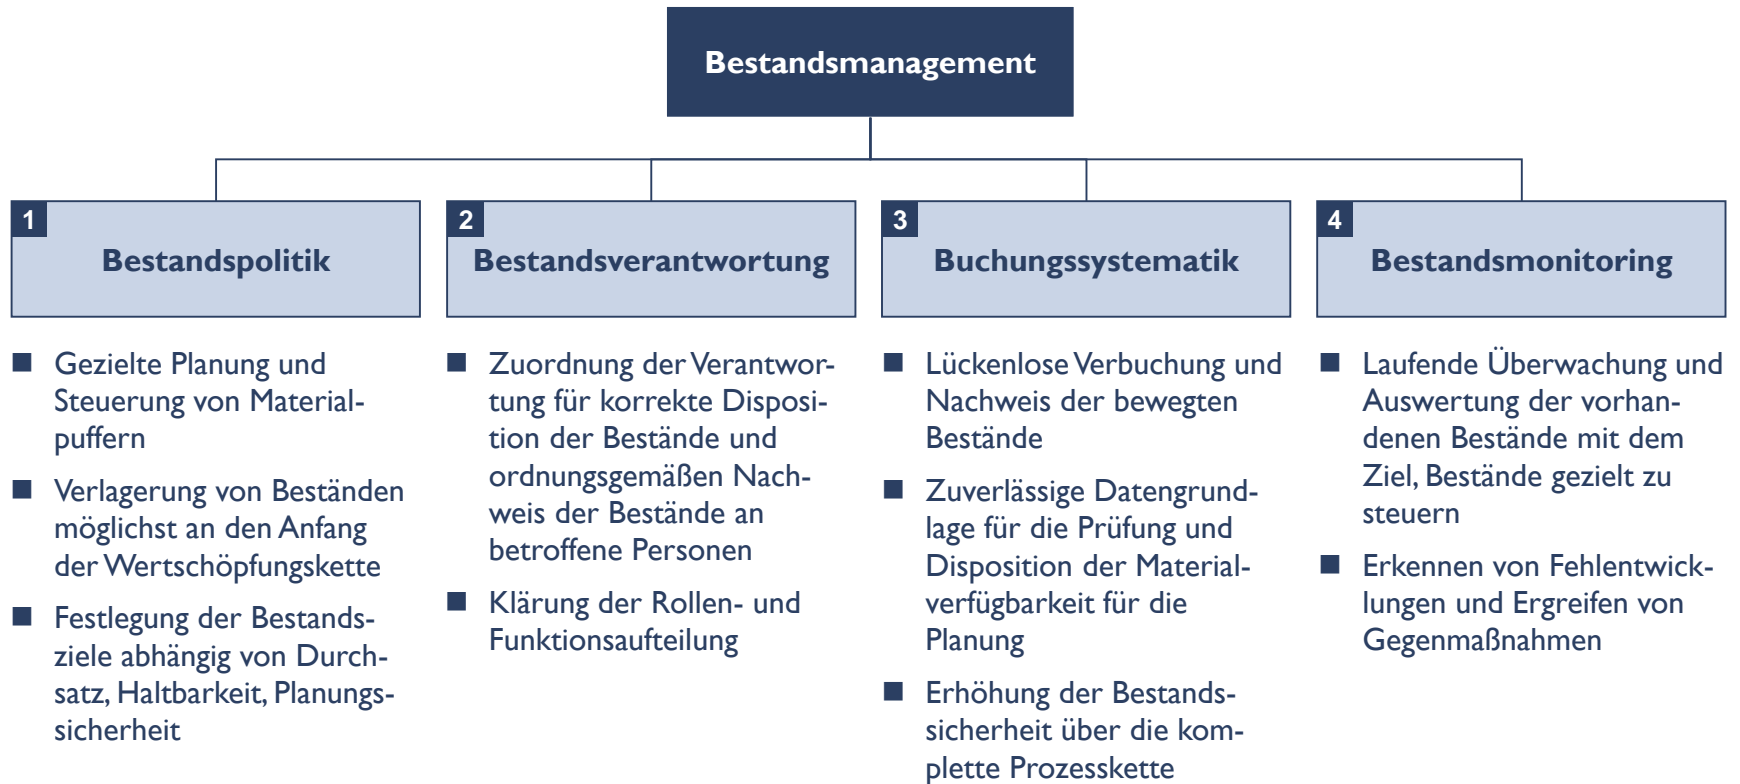 Bestandsmanagement
1
Bestandspolitik
Gezielte Planung und
Steuerung von Material-
puffern
Verlagerung von Beständen
möglichst an den Anfang
der Wertschöpfungskette
Festlegung der Bestands-
ziele abhängig von Durch-
satz, Haltbarkeit, Planungs-
sicherheit
2
Bestandsverantwortung
Zuordnung der Verantwor-
tung für korrekte Disposi-
tion der Bestände und
ordnungsgemäßen Nach-
weis der Bestände an
betroffene Personen
Klärung der Rollen- und
Funktionsaufteilung
3
Buchungssystematik
Lückenlose Verbuchung und
Nachweis der bewegten
Bestände
Zuverlässige Datengrund-
lage für die Prüfung und
Disposition der Material-
verfügbarkeit für die
Planung
Erhöhung der Bestands-
sicherheit über die kom-
plette Prozesskette
4
Bestandsmonitoring
Laufende Überwachung und
Auswertung der vorhan-
denen Bestände mit dem
Ziel, Bestände gezielt zu
steuern
Erkennen von Fehlentwick-
lungen und Ergreifen von
Gegenmaßnahmen